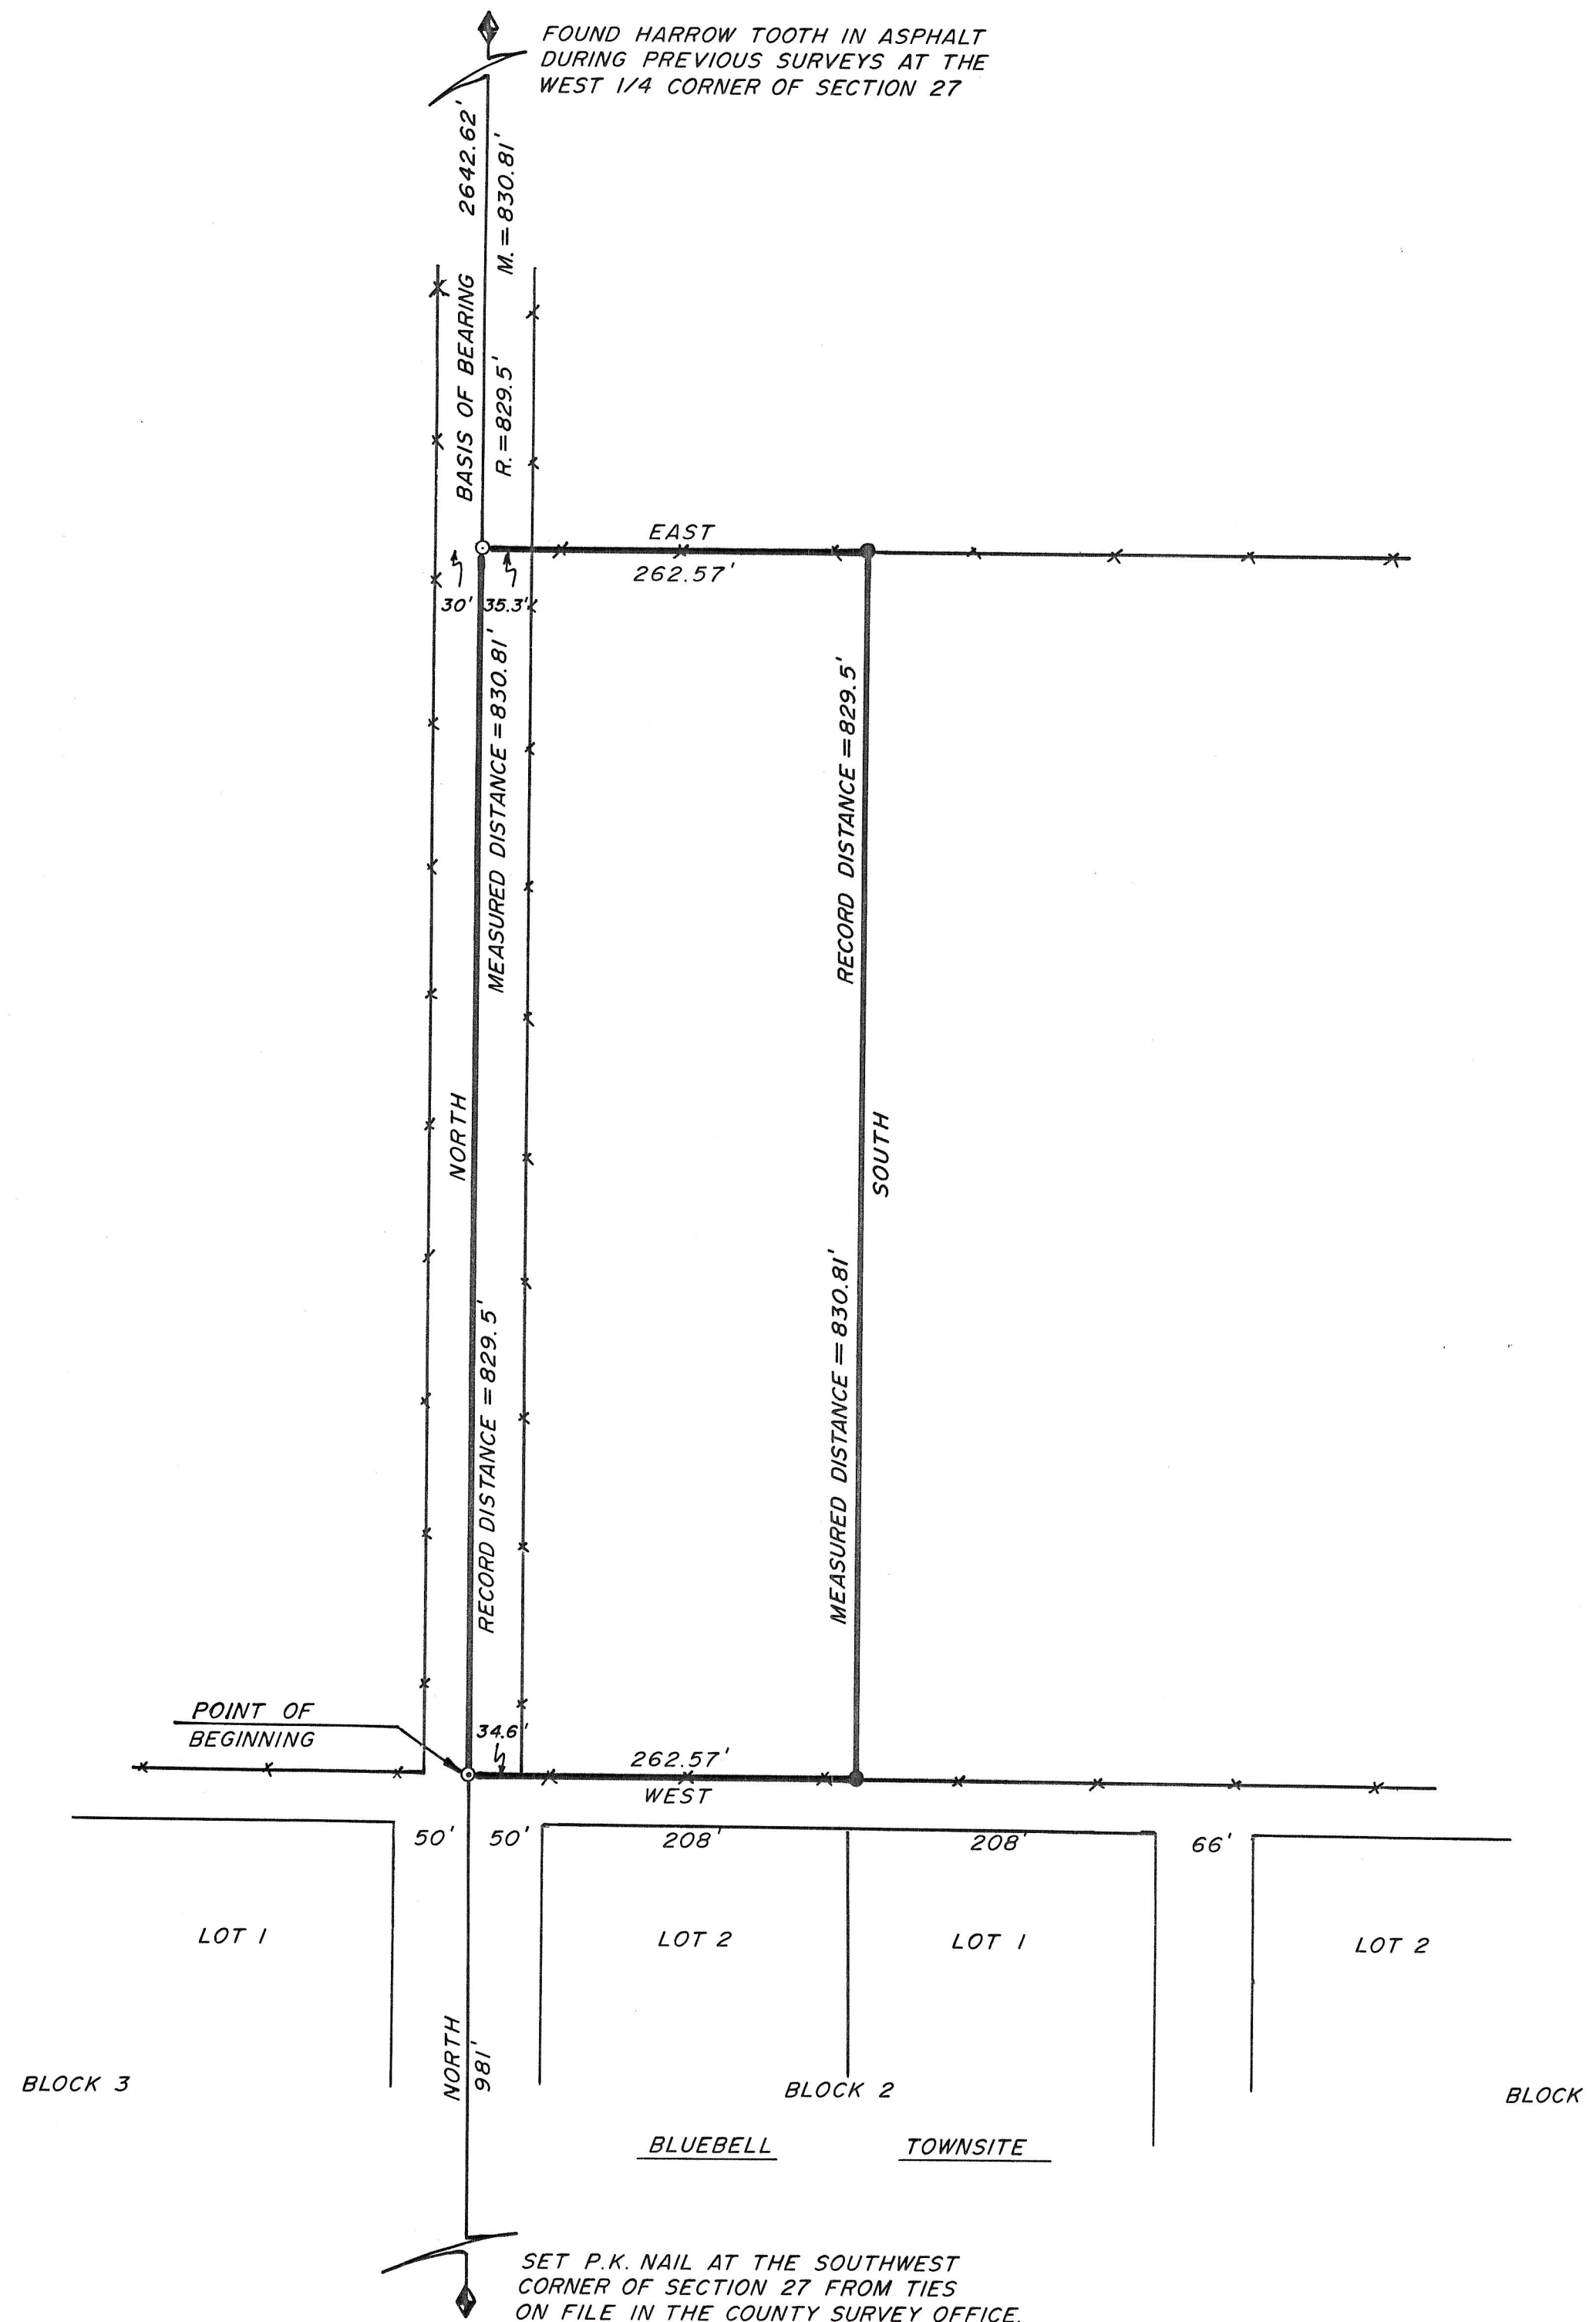 FOUND HARROW TOOTH IN ASPHALT
DURING PREVIOUS SURVEYS AT THE
WEST 1/4 CORNER OF SECTION 27
2642.62'
M.=830.81'
BASIS OF BEARING
R.=829.5'
EAST
262.57'
30'
35.3'
MEASURED DISTANCE=830.81'
RECORD DISTANCE=829.5'
NORTH
SOUTH
RECORD DISTANCE=829.5'
MEASURED DISTANCE=830.81'
POINT OF
BEGINNING
34.6'
262.57'
WEST
50'
50'
208'
208'
66'
LOT 1
LOT 2
LOT 1
LOT 2
NORTH
981'
BLOCK 3
BLOCK 2
BLOCK
BLUEBELL TOWNSITE
SET P.K. NAIL AT THE SOUTHWEST
CORNER OF SECTION 27 FROM TIES
ON FILE IN THE COUNTY SURVEY OFFICE.